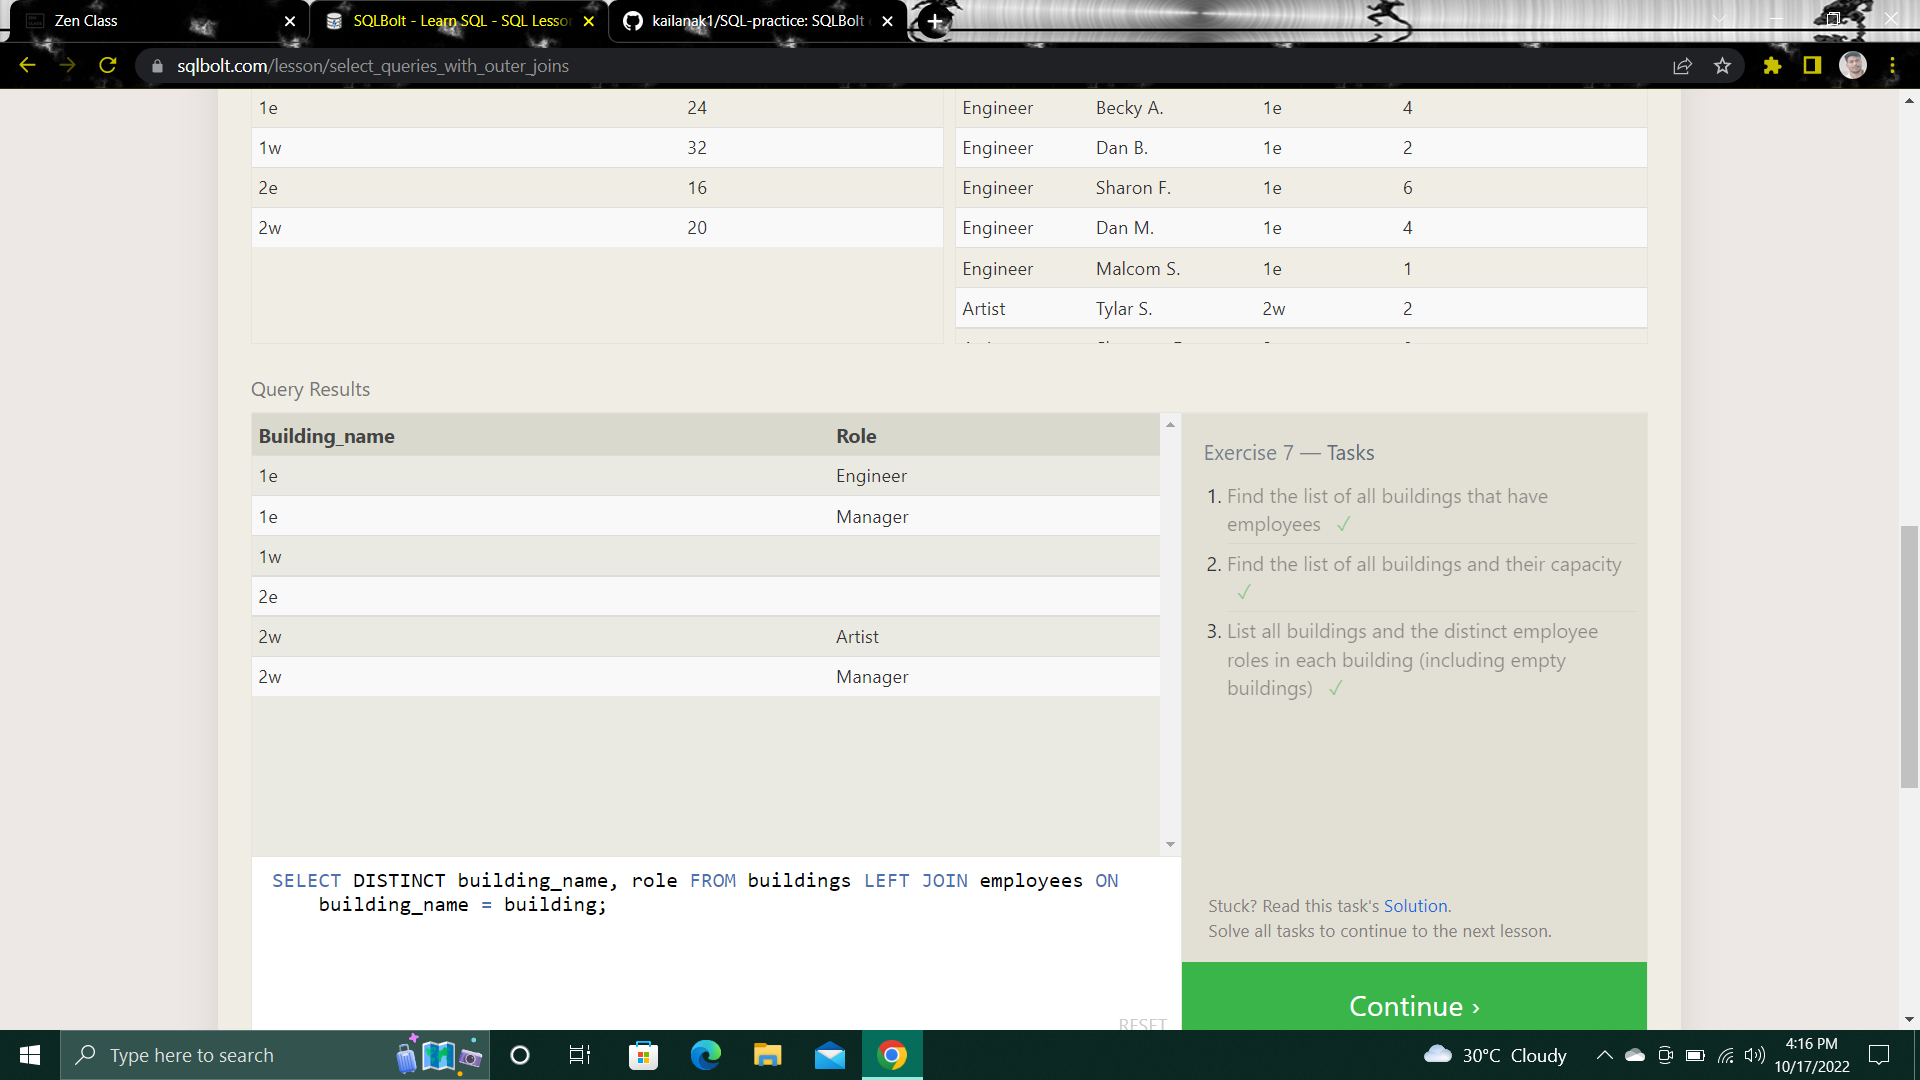 Zen Class
SQLBolt - Learn SQL - SQL Lesso
kailanak1/SQL-practice: SQLBolt
sqlbolt.com/lesson/select_queries_with_outer_joins
1e 24
1w 32
2e 16
2w 20
Engineer Becky A. 1e 4
Engineer Dan B. 1e 2
Engineer Sharon F. 1e 6
Engineer Dan M. 1e 4
Engineer Malcom S. 1e 1
Artist Tylar S. 2w 2
Query Results
Building_name Role
1e Engineer
1e Manager
1w
2e
2w Artist
2w Manager
SELECT DISTINCT building_name, role FROM buildings LEFT JOIN employees ON
building_name = building;
RESET
Exercise 7 — Tasks
1. Find the list of all buildings that have
employees ✓
2. Find the list of all buildings and their capacity
✓
3. List all buildings and the distinct employee
roles in each building (including empty
buildings) ✓
Stuck? Read this task's Solution.
Solve all tasks to continue to the next lesson.
Continue ›
Type here to search
30°C Cloudy
4:16 PM
10/17/2022